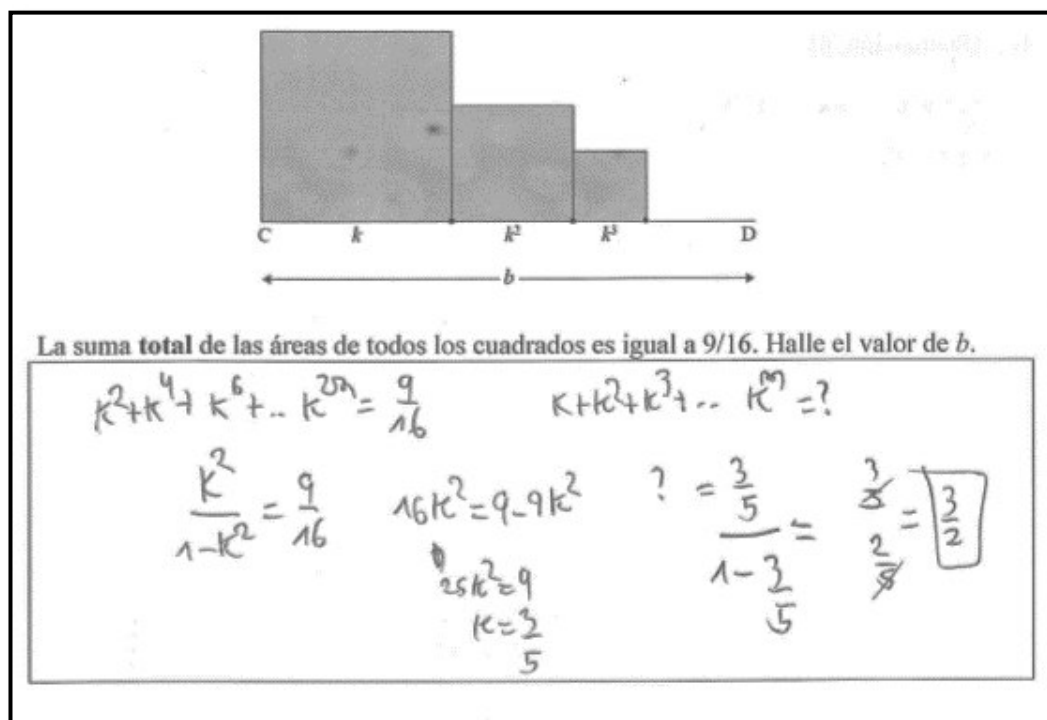 C k k² k³ D
b
La suma total de las áreas de todos los cuadrados es igual a 9/16. Halle el valor de b.
k²+k⁴+k⁶+.. k²ⁿ = 9/16 k+k²+k³+.. kⁿ = ?
k²/(1-k²) = 9/16 16k² = 9-9k² ? = (3/5)/(1-3/5) = (3/5)/(2/5) = 3/2
25k² = 9
k = 3/5